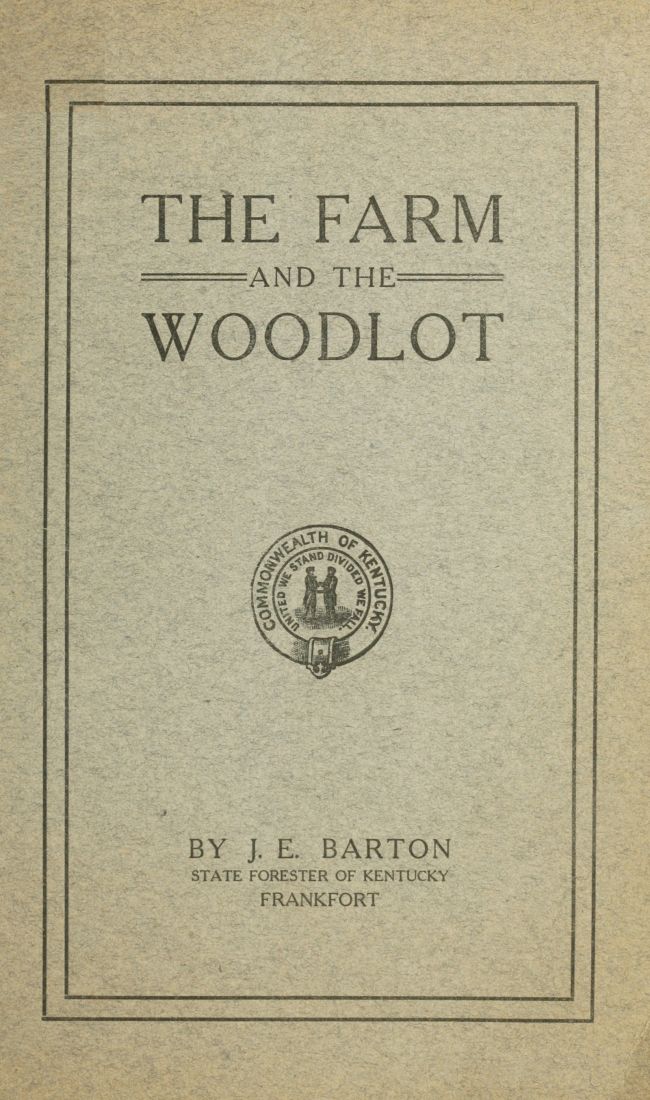 THE FARM
AND THE
WOODLOT
COMMONWEALTH OF KENTUCKY.
UNITED WE STAND DIVIDED WE FALL.
BY J. E. BARTON
STATE FORESTER OF KENTUCKY
FRANKFORT